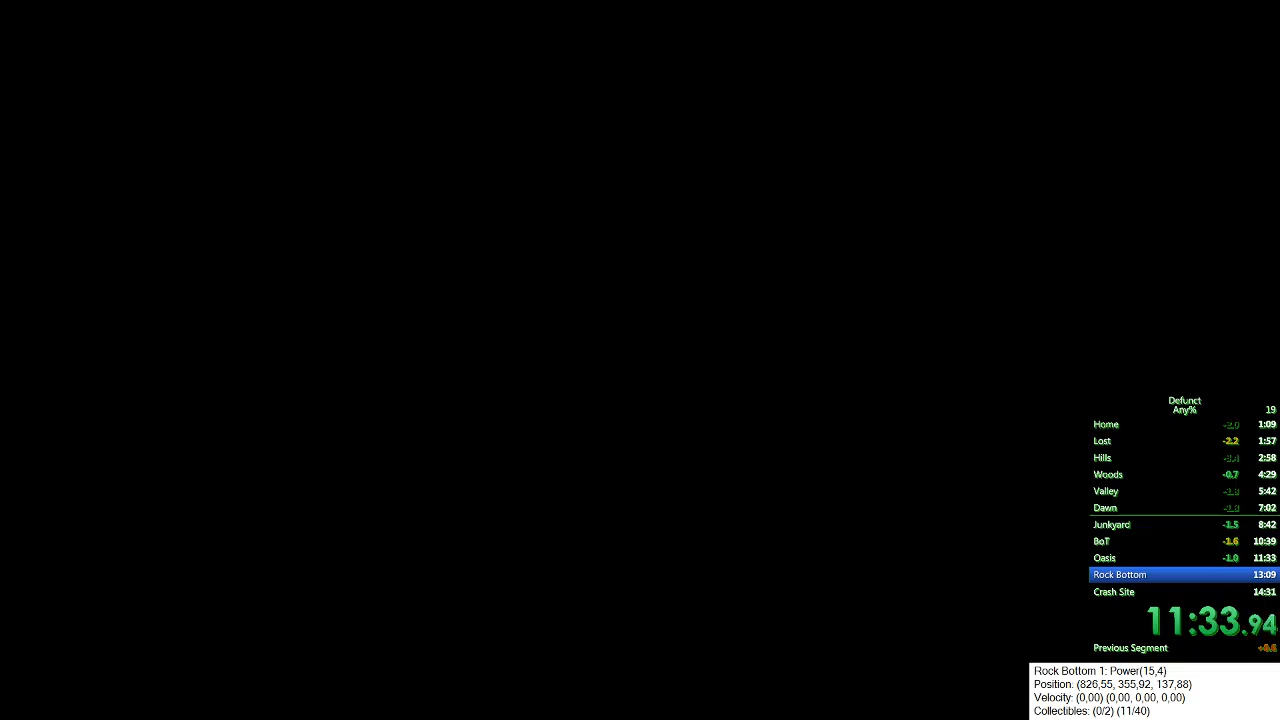 Defunct
Any% 19
Home -2.0 1:09
Lost -2.2 1:57
Hills 2:58
Woods -0.7 4:29
Valley 5:42
Dawn 7:02
Junkyard -1.5 8:42
BoT -1.6 10:39
Oasis -1.0 11:33
Rock Bottom 13:09
Crash Site 14:31
11:33.94
Previous Segment +0.6
Rock Bottom 1: Power(15,4)
Position: (826,55, 355,92, 137,88)
Velocity: (0,00) (0,00, 0,00, 0,00)
Collectibles: (0/2) (11/40)